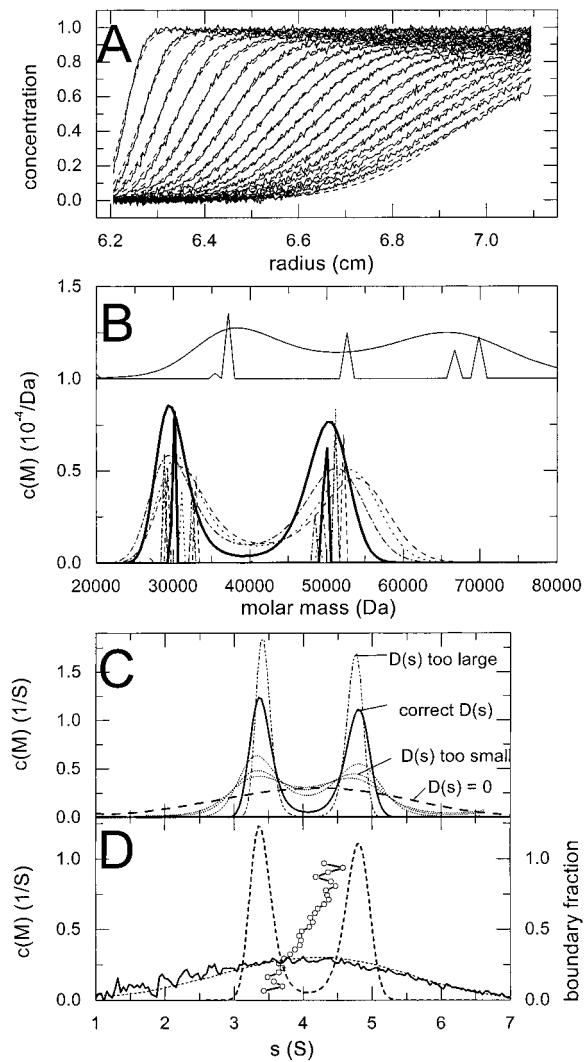 A
concentration
1.0
0.8
0.6
0.4
0.2
0.0
6.2 6.4 6.6 6.8 7.0
radius (cm)
B
c(M) (10⁻⁴/Da)
1.5
1.0
0.5
0.0
20000 30000 40000 50000 60000 70000 80000
molar mass (Da)
C
c(M) (1/S)
1.5
1.0
0.5
0.0
D(s) too large
correct D(s)
D(s) too small
D(s) = 0
D
c(M) (1/S)
1.0
0.5
0.0
1.0
0.5
0.0
boundary fraction
1 2 3 4 5 6 7
s (S)